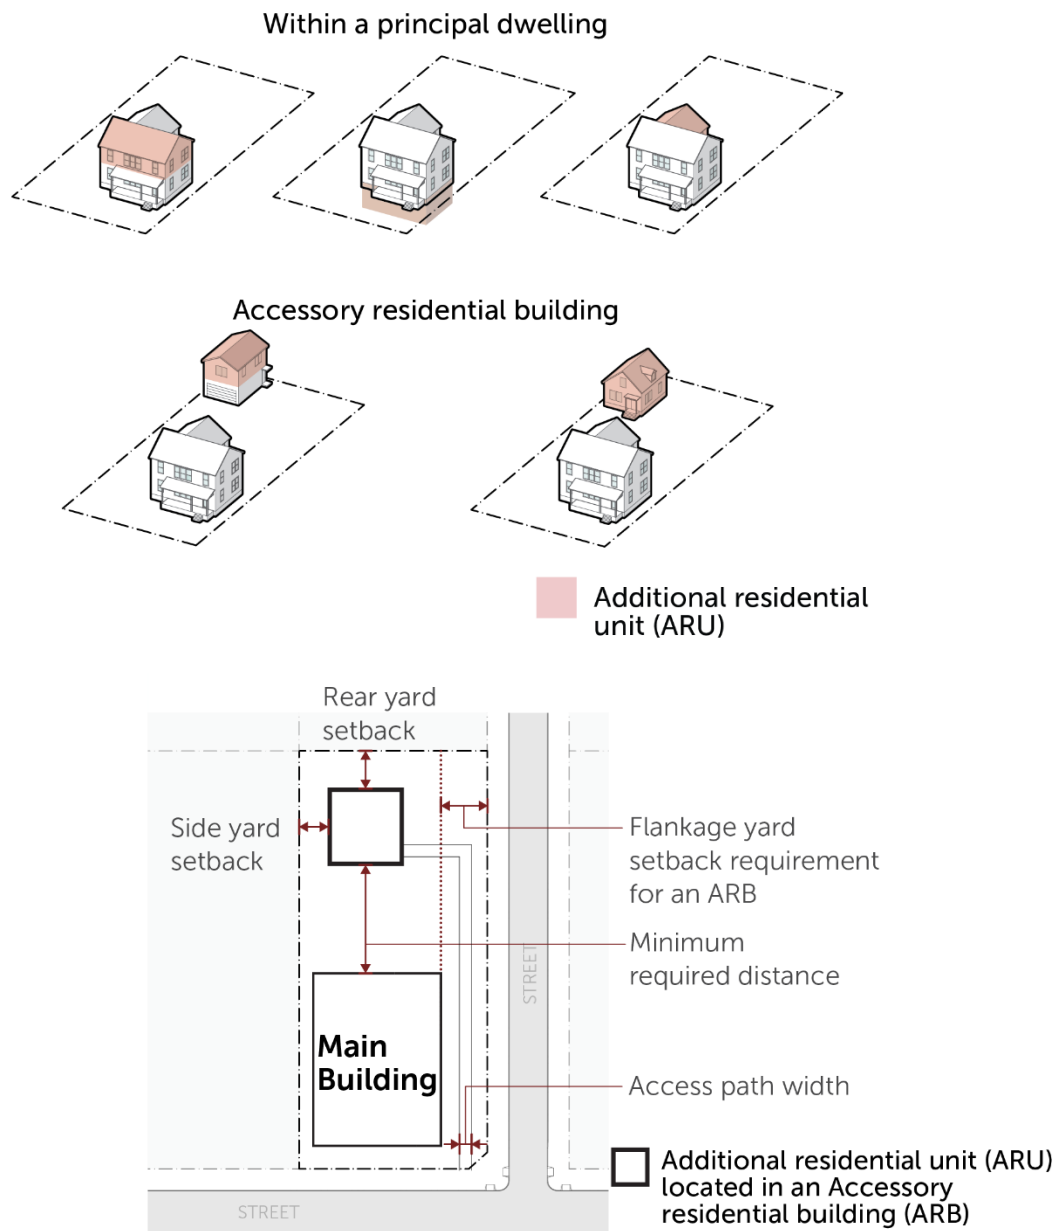 Within a principal dwelling
Accessory residential building
Additional residential
unit (ARU)
Rear yard
setback
Side yard
setback
Flankage yard
setback requirement
for an ARB
Minimum
required distance
STREET
Main
Building
Access path width
Additional residential unit (ARU)
located in an Accessory
residential building (ARB)
STREET